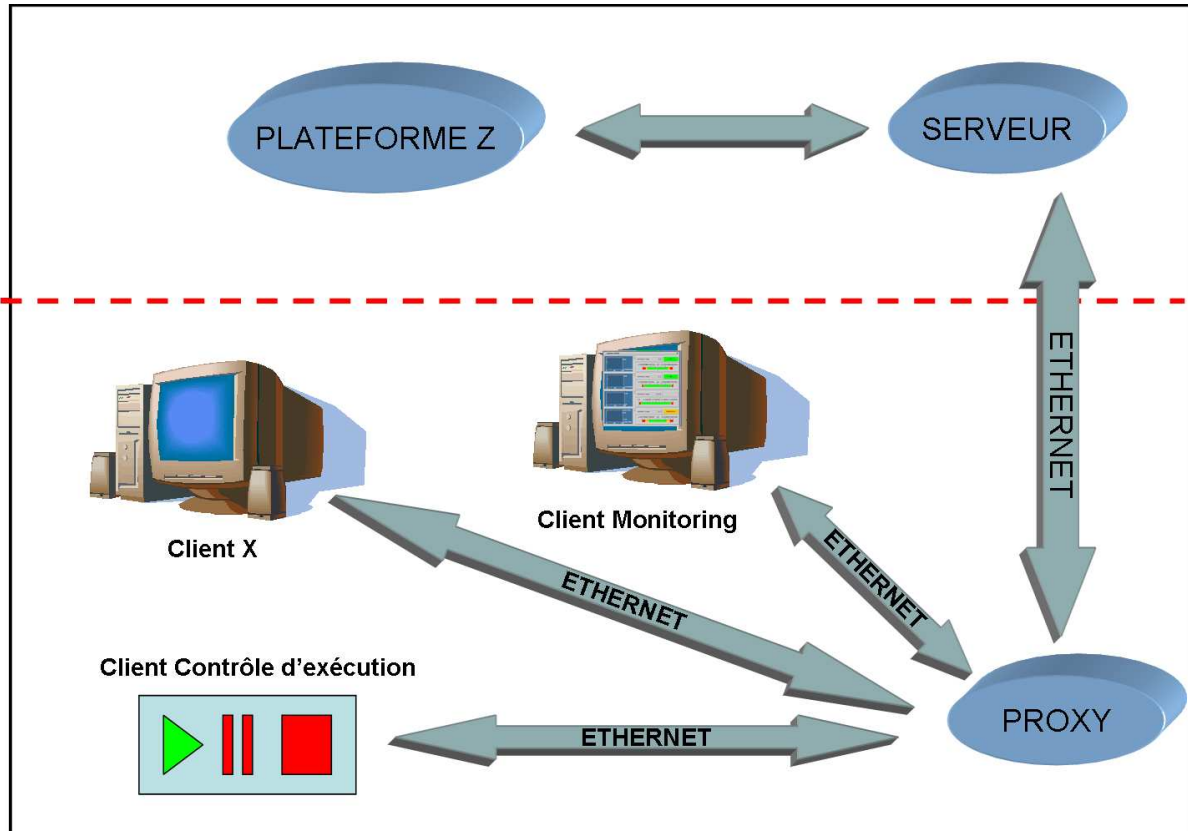 PLATEFORME Z
SERVEUR
ETHERNET
Client X
Client Monitoring
ETHERNET
ETHERNET
Client Contrôle d'exécution
ETHERNET
PROXY